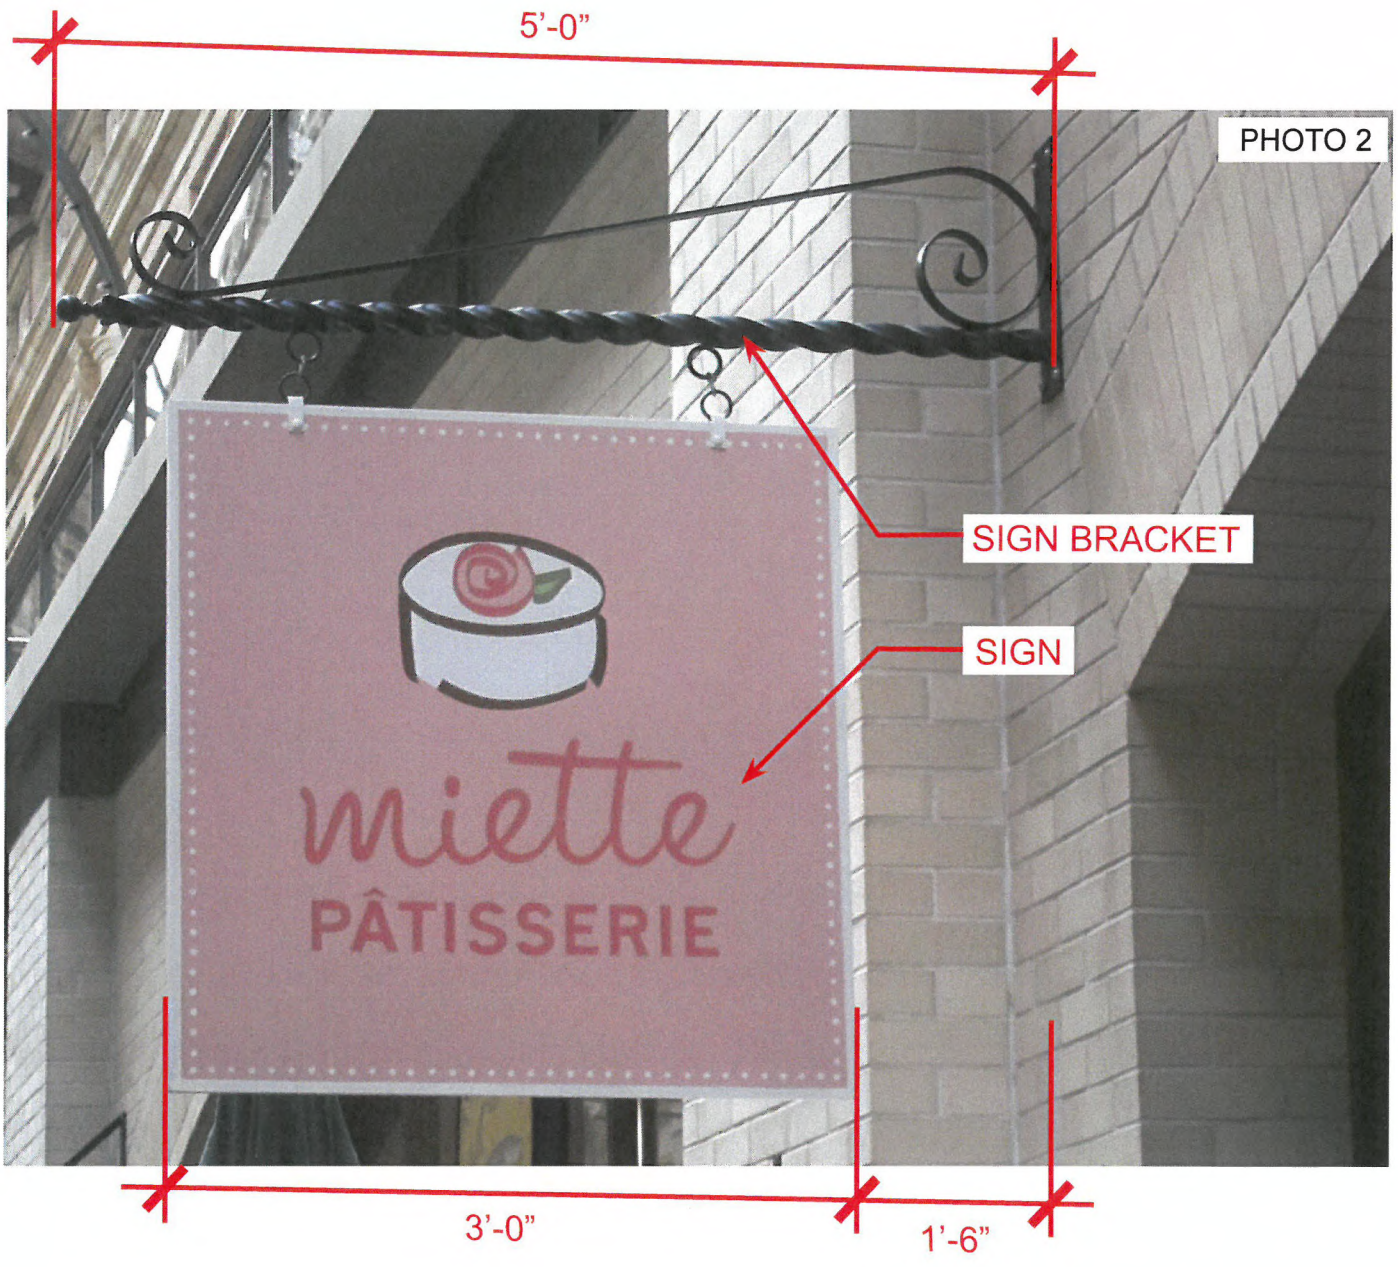 5’-0”
PHOTO 2
SIGN BRACKET
SIGN
miette
PÂTISSERIE
3’-0”
1’-6”